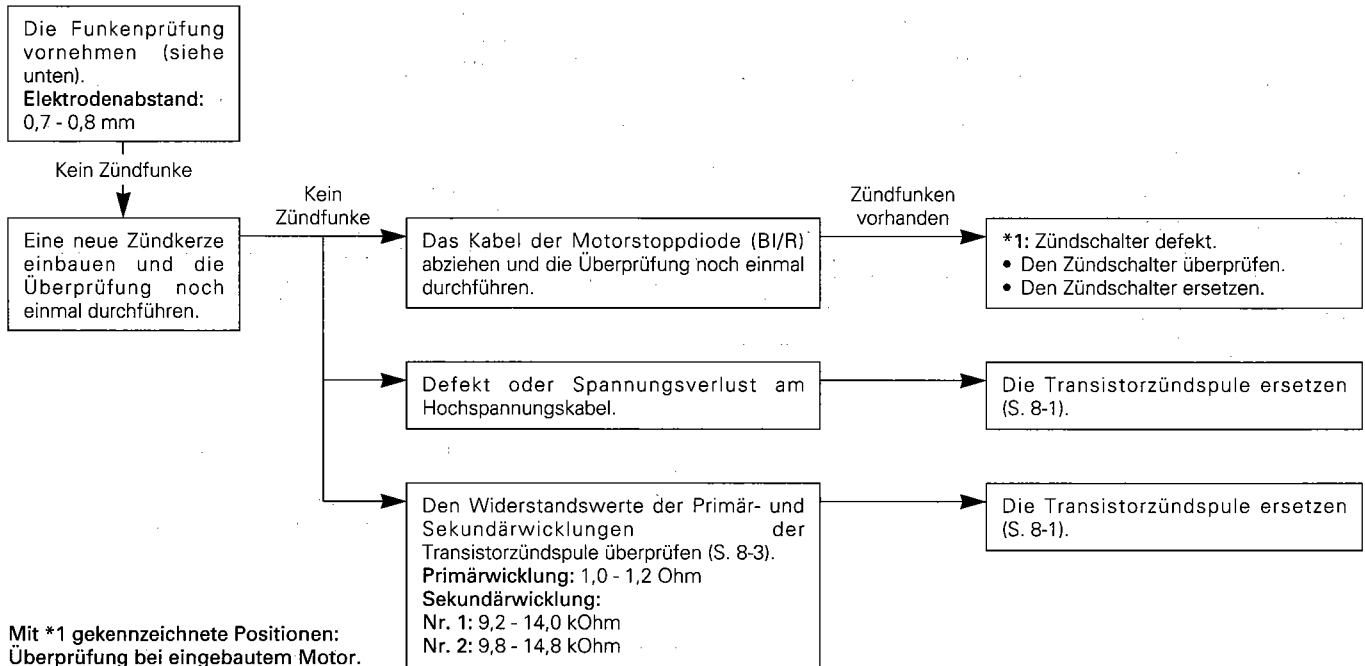 Die Funkenprüfung
vornehmen (siehe
unten).
Elektrodenabstand:
0,7 - 0,8 mm
Kein Zündfunke
Eine neue Zündkerze
einbauen und die
Überprüfung noch
einmal durchführen.
Kein
Zündfunke
Das Kabel der Motorstoppdiode (Bl/R)
abziehen und die Überprüfung noch einmal
durchführen.
Zündfunken
vorhanden
*1: Zündschalter defekt.
• Den Zündschalter überprüfen.
• Den Zündschalter ersetzen.
Defekt oder Spannungsverlust am
Hochspannungskabel.
Die Transistorzündspule ersetzen
(S. 8-1).
Den Widerstandswerte der Primär- und
Sekundärwicklungen der
Transistorzündspule überprüfen (S. 8-3).
Primärwicklung: 1,0 - 1,2 Ohm
Sekundärwicklung:
Nr. 1: 9,2 - 14,0 kOhm
Nr. 2: 9,8 - 14,8 kOhm
Die Transistorzündspule ersetzen
(S. 8-1).
Mit *1 gekennzeichnete Positionen:
Überprüfung bei eingebautem Motor.